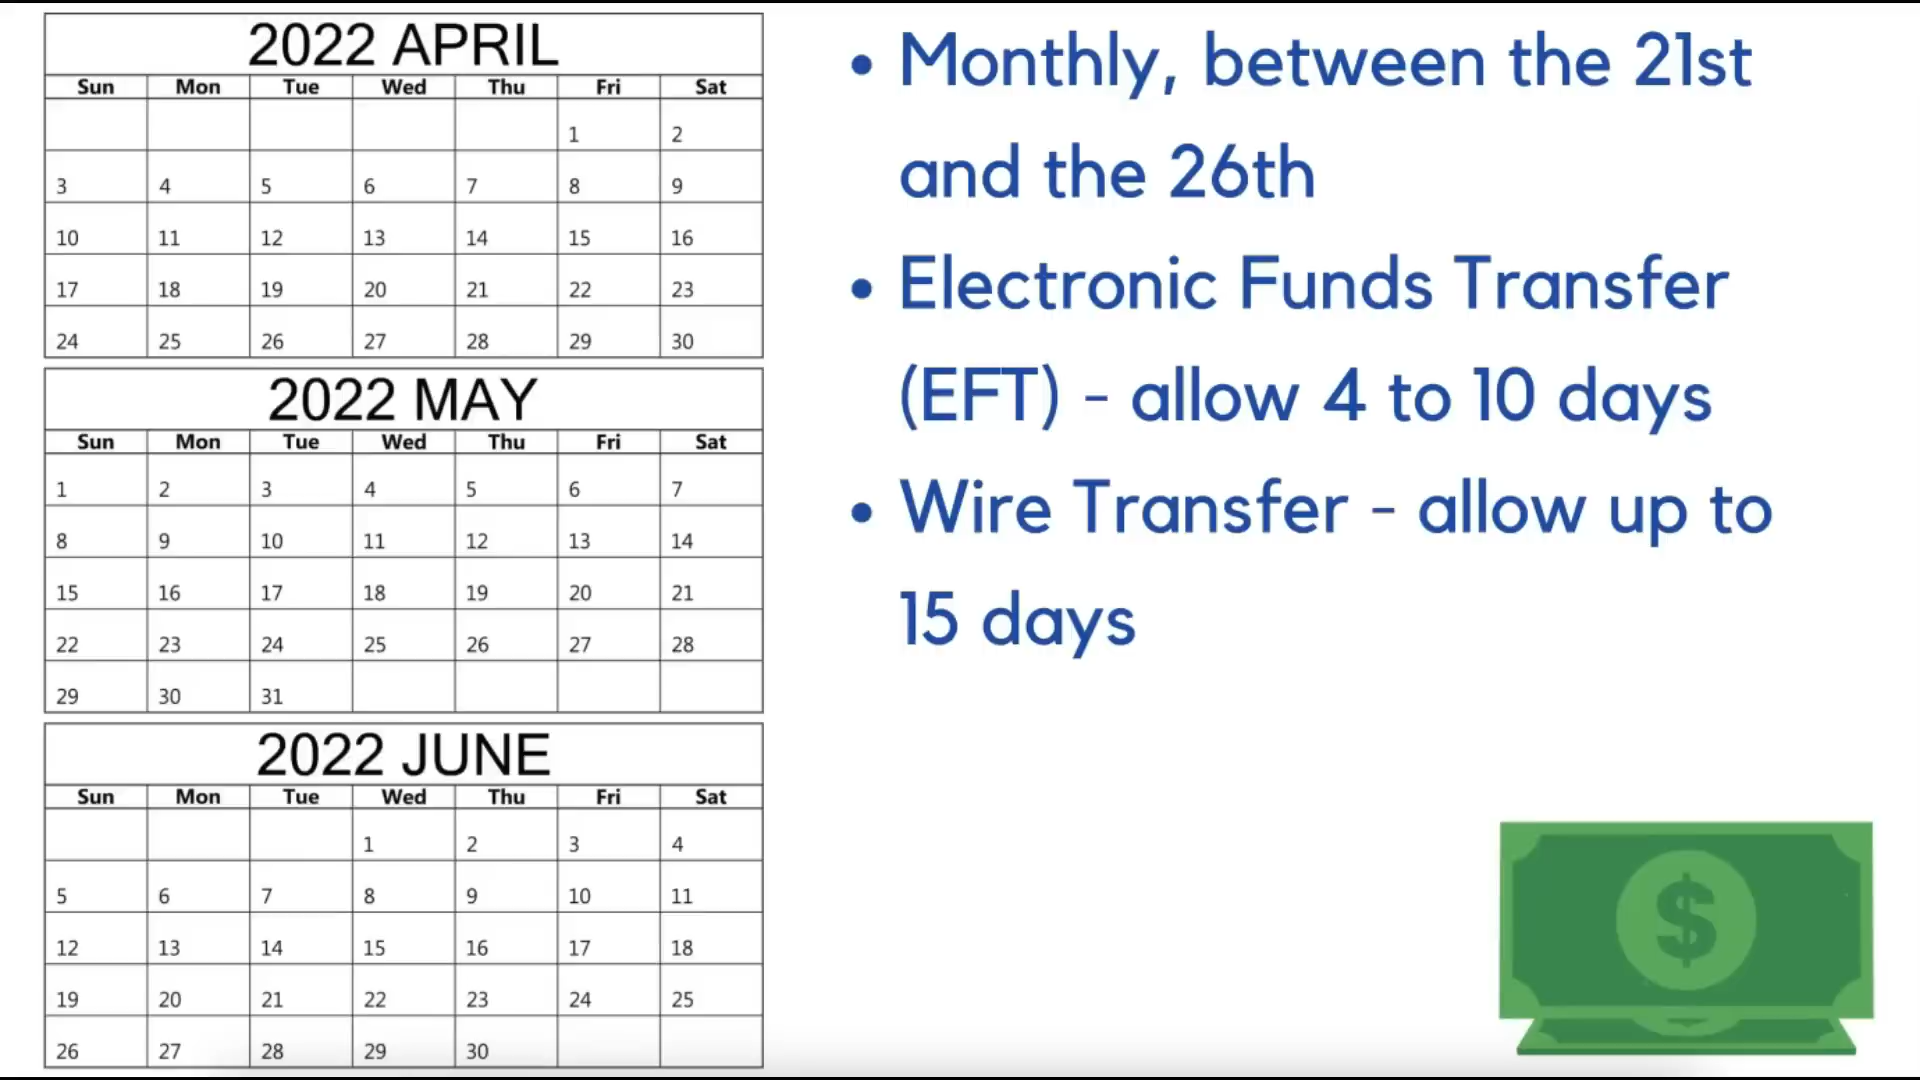 2022 APRIL
Sun Mon Tue Wed Thu Fri Sat
1 2
3 4 5 6 7 8 9
10 11 12 13 14 15 16
17 18 19 20 21 22 23
24 25 26 27 28 29 30
2022 MAY
Sun Mon Tue Wed Thu Fri Sat
1 2 3 4 5 6 7
8 9 10 11 12 13 14
15 16 17 18 19 20 21
22 23 24 25 26 27 28
29 30 31
2022 JUNE
Sun Mon Tue Wed Thu Fri Sat
1 2 3 4
5 6 7 8 9 10 11
12 13 14 15 16 17 18
19 20 21 22 23 24 25
26 27 28 29 30
• Monthly, between the 21st
and the 26th
• Electronic Funds Transfer
(EFT) - allow 4 to 10 days
• Wire Transfer - allow up to
15 days
$